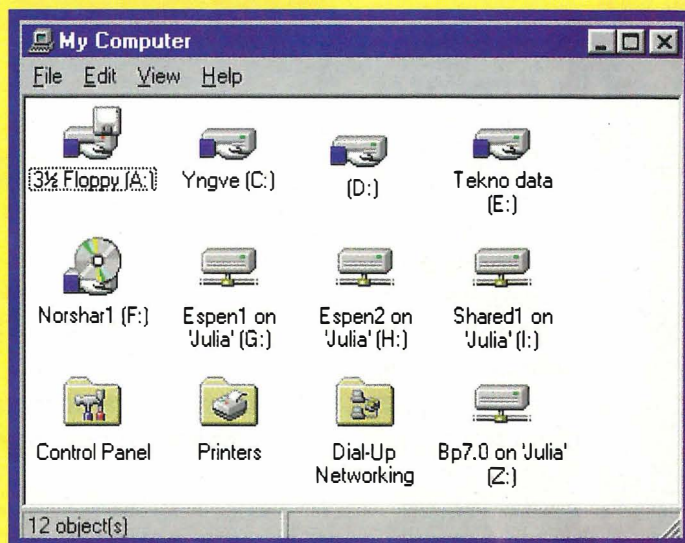 My Computer
File Edit View Help
3½ Floppy (A:)
Yngve (C:)
(D:)
Tekno data
(E:)
Norshar1 (F:)
Espen1 on
'Julia' (G:)
Espen2 on
'Julia' (H:)
Shared1 on
'Julia' (I:)
Control Panel
Printers
Dial-Up
Networking
Bp7.0 on 'Julia'
(Z:)
12 object(s)